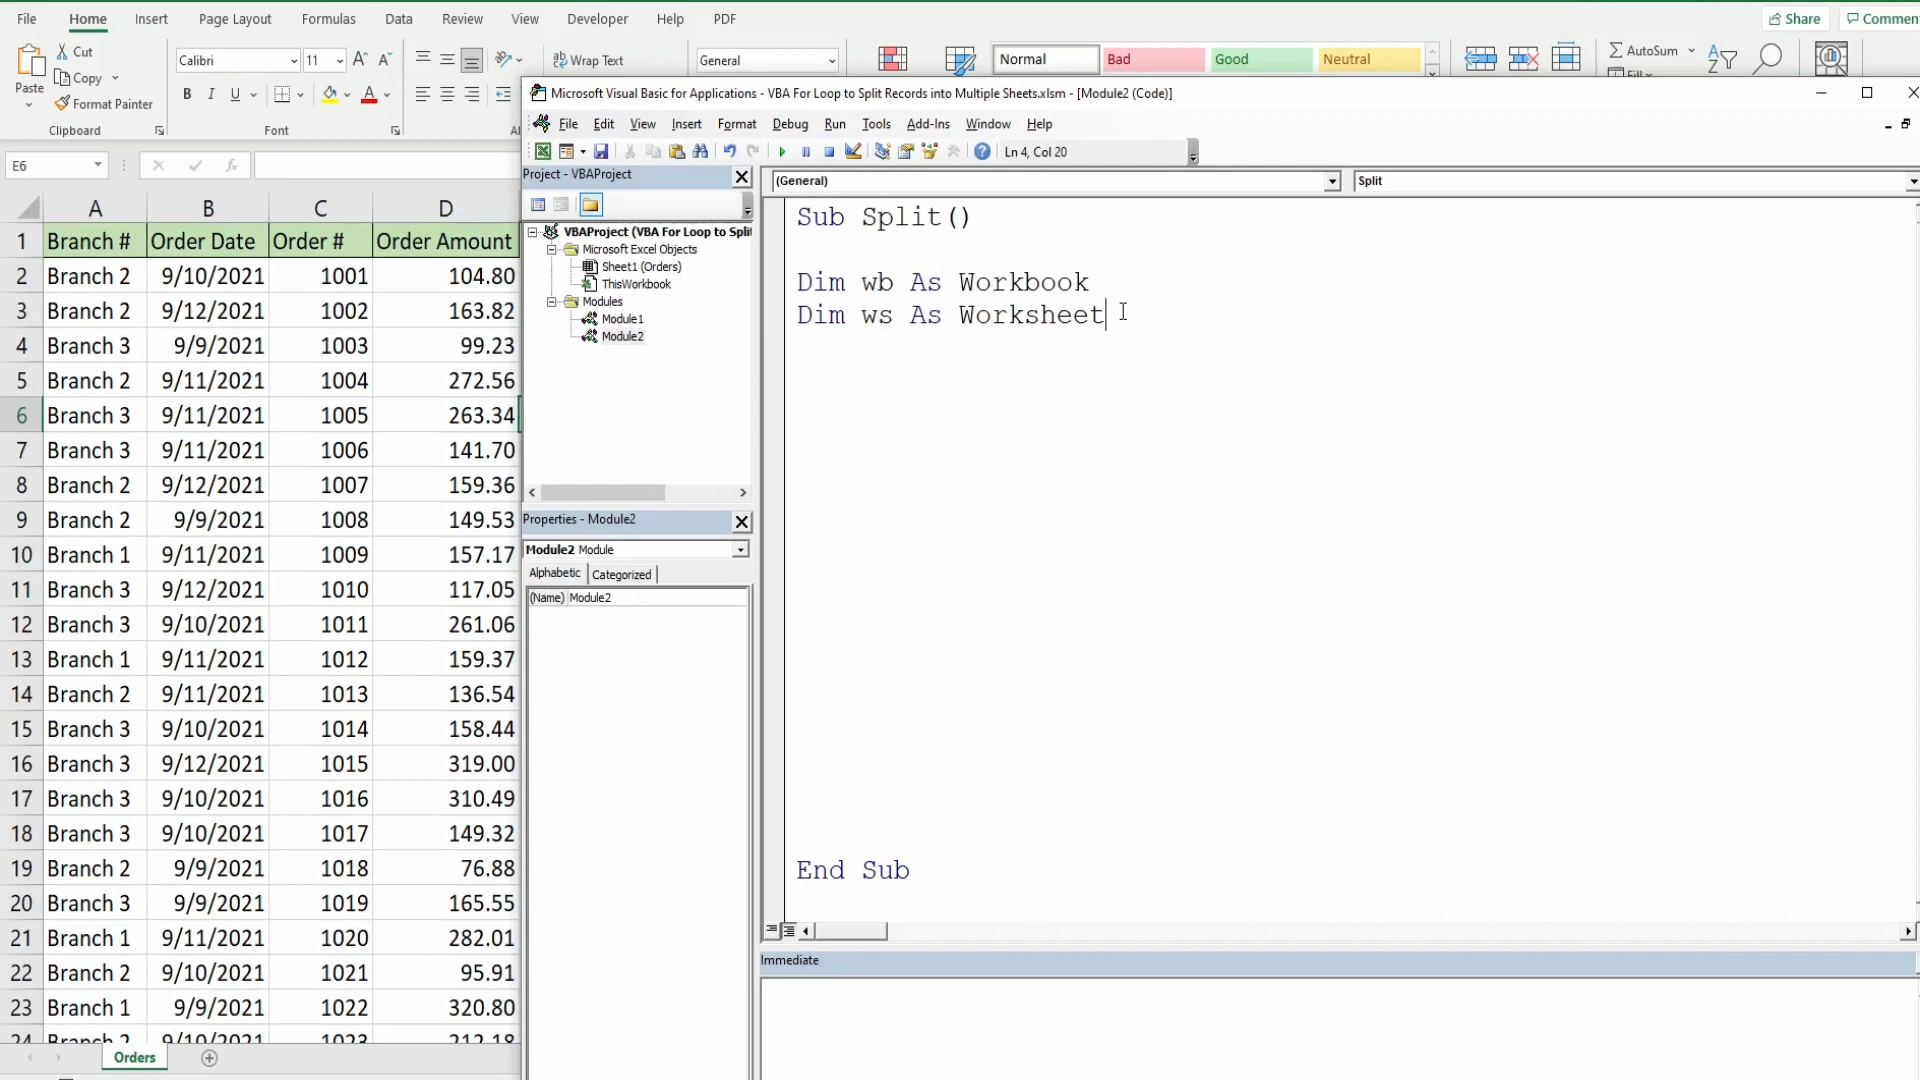 File Home Insert Page Layout Formulas Data Review View Developer Help PDF Share Commen
Cut Calibri 11 Wrap Text General Normal Bad Good Neutral AutoSum
Paste Copy
Format Painter B I U A
Clipboard Font
Microsoft Visual Basic for Applications - VBA For Loop to Split Records into Multiple Sheets.xlsm - [Module2 (Code)]
File Edit View Insert Format Debug Run Tools Add-Ins Window Help
Ln 4, Col 20
E6 fx
Project - VBAProject
(General) Split
VBAProject (VBA For Loop to Split
Microsoft Excel Objects
Sheet1 (Orders)
ThisWorkbook
Modules
Module1
Module2
Properties - Module2
Module2 Module
Alphabetic Categorized
(Name) Module2
Sub Split()
Dim wb As Workbook
Dim ws As Worksheet
End Sub
Immediate
A B C D
1 Branch # Order Date Order # Order Amount
2 Branch 2 9/10/2021 1001 104.80
3 Branch 2 9/12/2021 1002 163.82
4 Branch 3 9/9/2021 1003 99.23
5 Branch 2 9/11/2021 1004 272.56
6 Branch 3 9/11/2021 1005 263.34
7 Branch 3 9/11/2021 1006 141.70
8 Branch 2 9/12/2021 1007 159.36
9 Branch 2 9/9/2021 1008 149.53
10 Branch 1 9/11/2021 1009 157.17
11 Branch 3 9/12/2021 1010 117.05
12 Branch 3 9/10/2021 1011 261.06
13 Branch 1 9/11/2021 1012 159.37
14 Branch 2 9/11/2021 1013 136.54
15 Branch 3 9/10/2021 1014 158.44
16 Branch 3 9/12/2021 1015 319.00
17 Branch 3 9/10/2021 1016 310.49
18 Branch 3 9/10/2021 1017 149.32
19 Branch 2 9/9/2021 1018 76.88
20 Branch 3 9/9/2021 1019 165.55
21 Branch 1 9/11/2021 1020 282.01
22 Branch 2 9/10/2021 1021 95.91
23 Branch 1 9/9/2021 1022 320.80
24 Branch 2 9/10/2021 1023 212.18
Orders